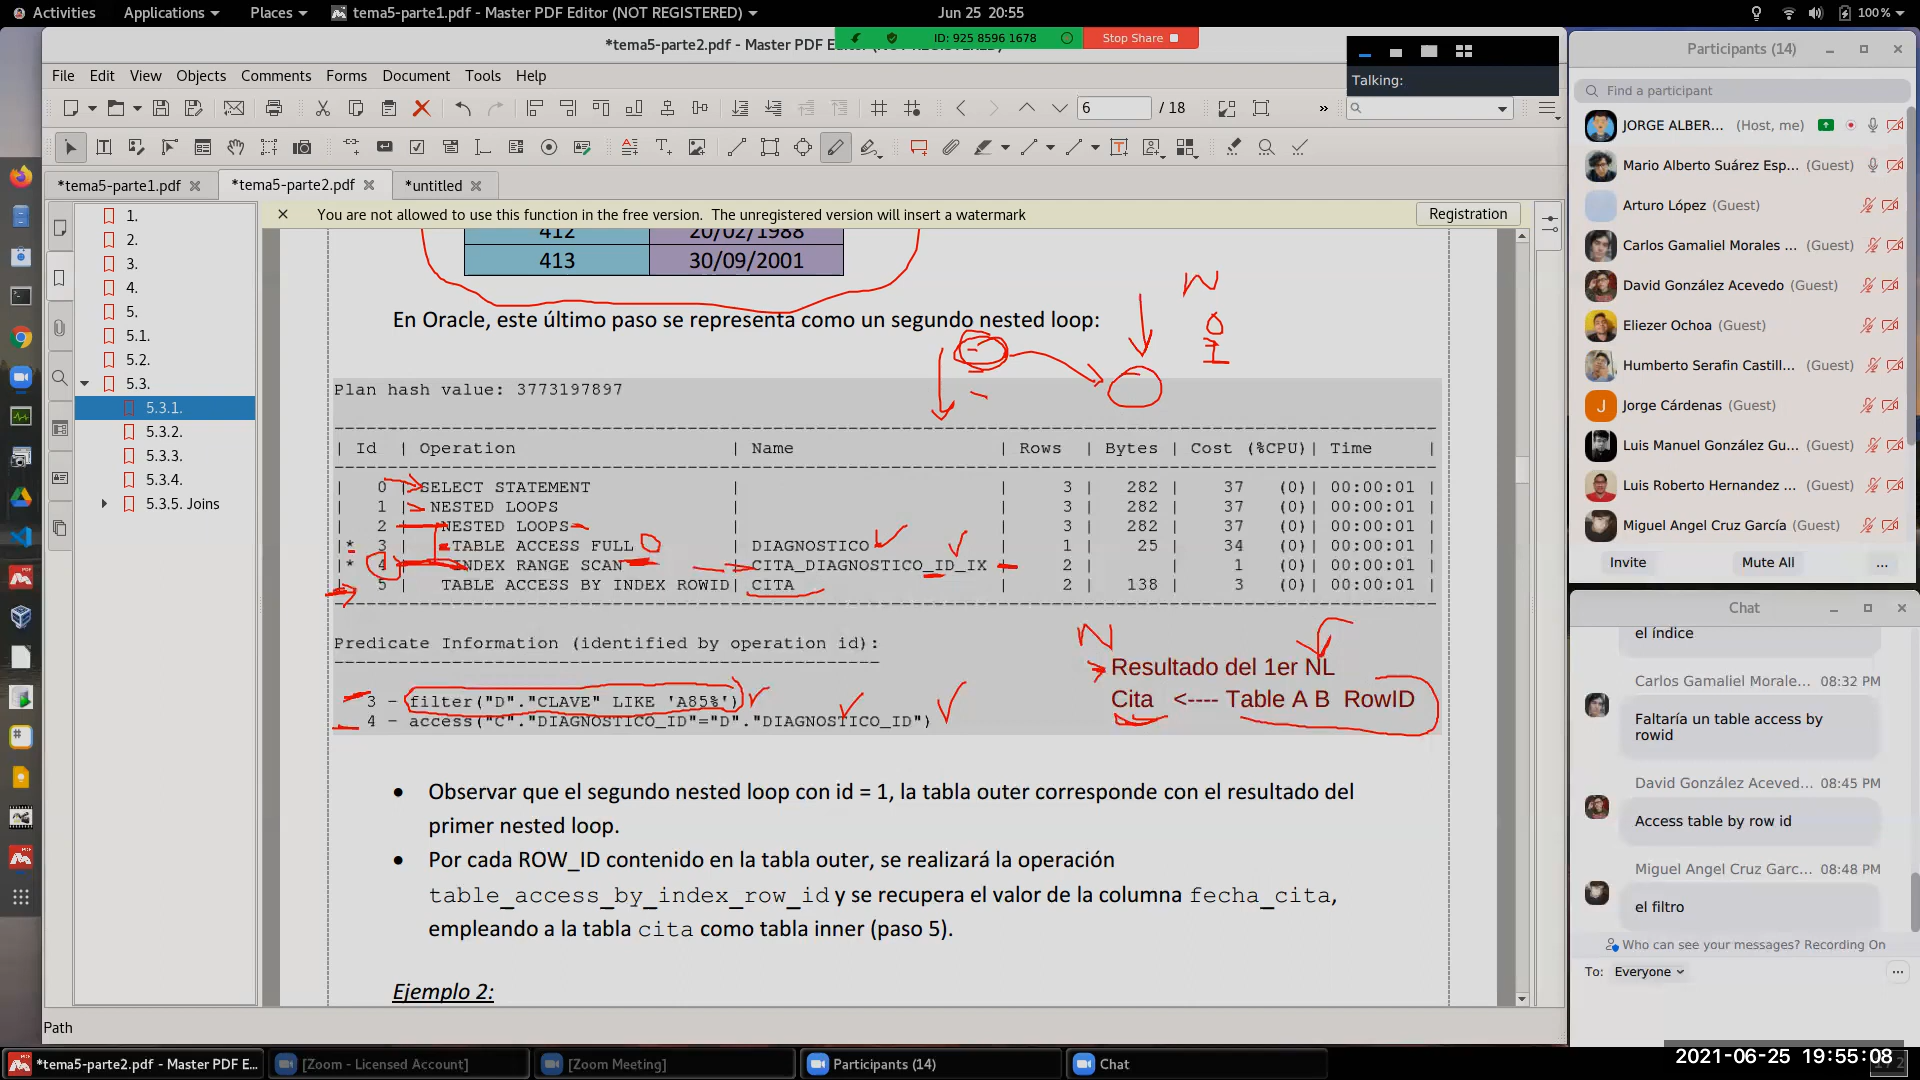 Activities Applications Places tema5-parte1.pdf - Master PDF Editor (NOT REGISTERED) Jun 25 20:55 100%
*tema5-parte2.pdf - Master PDF Editor
ID: 925 8596 1678 Stop Share
Talking:
File Edit View Objects Comments Forms Document Tools Help
6 / 18
*tema5-parte1.pdf *tema5-parte2.pdf *untitled
You are not allowed to use this function in the free version. The unregistered version will insert a watermark Registration
1.
2.
3.
4.
5.
5.1.
5.2.
5.3.
5.3.1.
5.3.2.
5.3.3.
5.3.4.
5.3.5. Joins
412 20/02/1988
413 30/09/2001
N
O
I
En Oracle, este último paso se representa como un segundo nested loop:
Plan hash value: 3773197897
| Id | Operation | Name | Rows | Bytes | Cost (%CPU)| Time |
| 0 | SELECT STATEMENT | | 3 | 282 | 37 (0)| 00:00:01 |
| 1 | NESTED LOOPS | | 3 | 282 | 37 (0)| 00:00:01 |
| 2 | NESTED LOOPS | | 3 | 282 | 37 (0)| 00:00:01 |
|* 3 | TABLE ACCESS FULL | DIAGNOSTICO | 1 | 25 | 34 (0)| 00:00:01 |
|* 4 | INDEX RANGE SCAN | CITA_DIAGNOSTICO_ID_IX | 2 | | 1 (0)| 00:00:01 |
| 5 | TABLE ACCESS BY INDEX ROWID| CITA | 2 | 138 | 3 (0)| 00:00:01 |
Predicate Information (identified by operation id):
N
Resultado del 1er NL
Cita <---- Table A B RowID
3 - filter("D"."CLAVE" LIKE 'A85%')
4 - access("C"."DIAGNOSTICO_ID"="D"."DIAGNOSTICO_ID")
• Observar que el segundo nested loop con id = 1, la tabla outer corresponde con el resultado del
primer nested loop.
• Por cada ROW_ID contenido en la tabla outer, se realizará la operación
table_access_by_index_row_id y se recupera el valor de la columna fecha_cita,
empleando a la tabla cita como tabla inner (paso 5).
Ejemplo 2:
Path
Participants (14)
Find a participant
JORGE ALBER... (Host, me)
Mario Alberto Suárez Esp... (Guest)
Arturo López (Guest)
Carlos Gamaliel Morales ... (Guest)
David González Acevedo (Guest)
Eliezer Ochoa (Guest)
Humberto Serafin Castill... (Guest)
J Jorge Cárdenas (Guest)
Luis Manuel González Gu... (Guest)
Luis Roberto Hernandez ... (Guest)
Miguel Angel Cruz García (Guest)
Invite Mute All ...
Chat
el índice
Carlos Gamaliel Morale... 08:32 PM
Faltaría un table access by
rowid
David González Aceved... 08:45 PM
Access table by row id
Miguel Angel Cruz Garc... 08:48 PM
el filtro
Who can see your messages? Recording On
To: Everyone
*tema5-parte2.pdf - Master PDF E... [Zoom - Licensed Account] [Zoom Meeting] Participants (14) Chat
2021-06-25 19:55:08